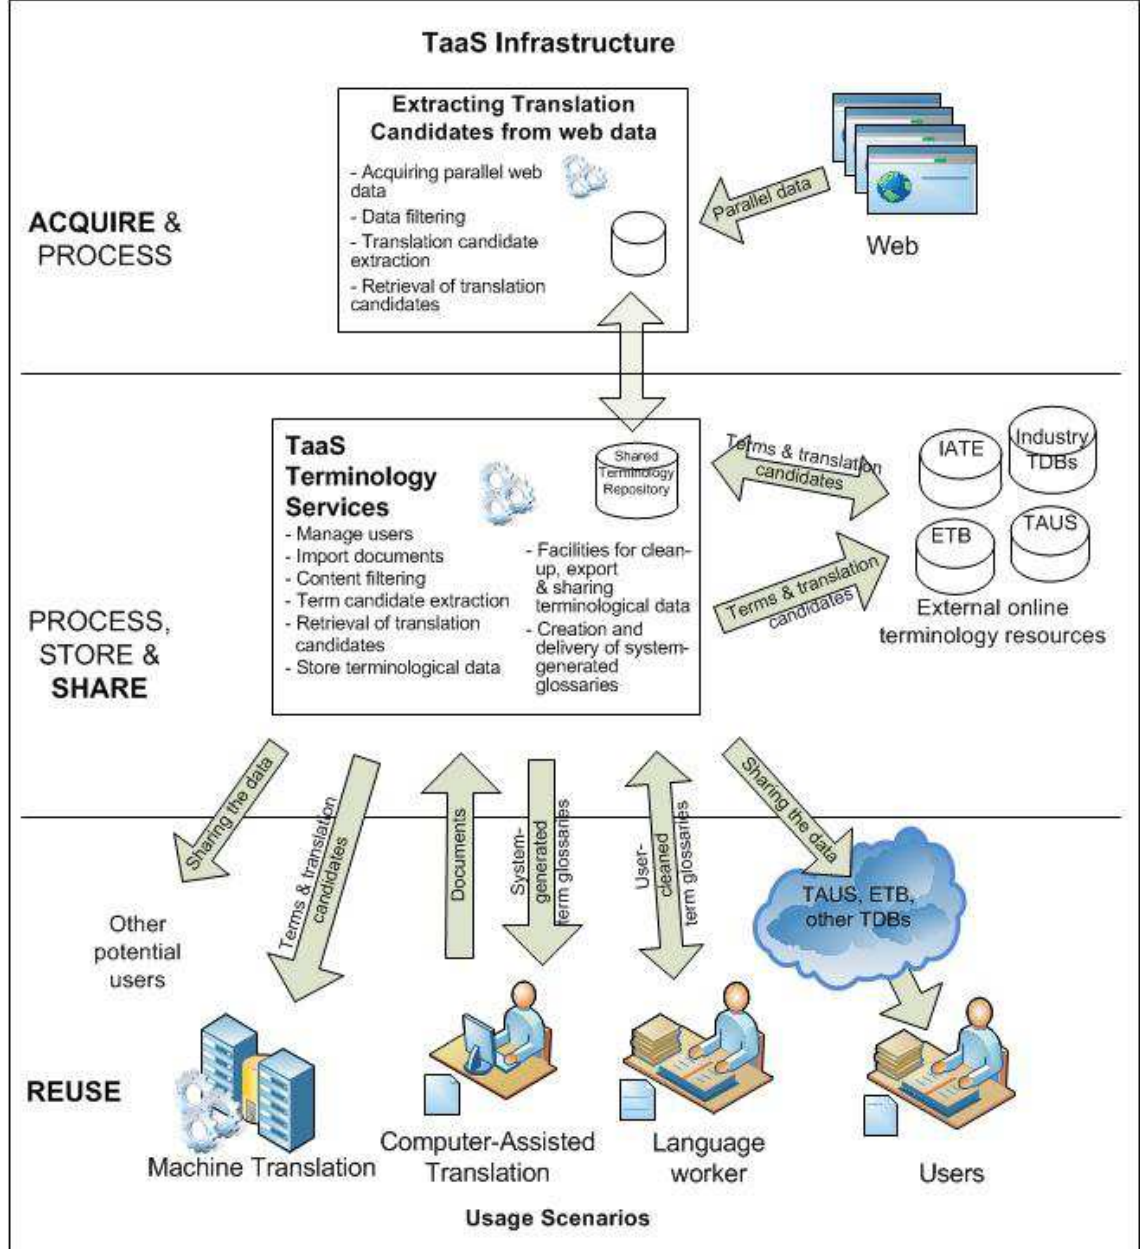 TaaS Infrastructure
Extracting Translation
Candidates from web data
- Acquiring parallel web
data
- Data filtering
- Translation candidate
extraction
- Retrieval of translation
candidates
Parallel data
Web
ACQUIRE &
PROCESS
TaaS
Terminology
Services
- Manage users
- Import documents
- Content filtering
- Term candidate extraction
- Retrieval of translation
candidates
- Store terminological data
Shared
Terminology
Repository
- Facilities for clean-
up, export
& sharing
terminological data
- Creation and
delivery of system-
generated
glossaries
Terms & translation
candidates
Terms & translation
candidates
IATE
Industry
TDBs
ETB
TAUS
External online
terminology resources
PROCESS,
STORE &
SHARE
Sharing the data
Terms & translation
candidates
Documents
System-
generated
term glossaries
User-
cleaned
term glossaries
Sharing the data
TAUS, ETB,
other TDBs
Other
potential
users
REUSE
Machine Translation
Computer-Assisted
Translation
Language
worker
Users
Usage Scenarios